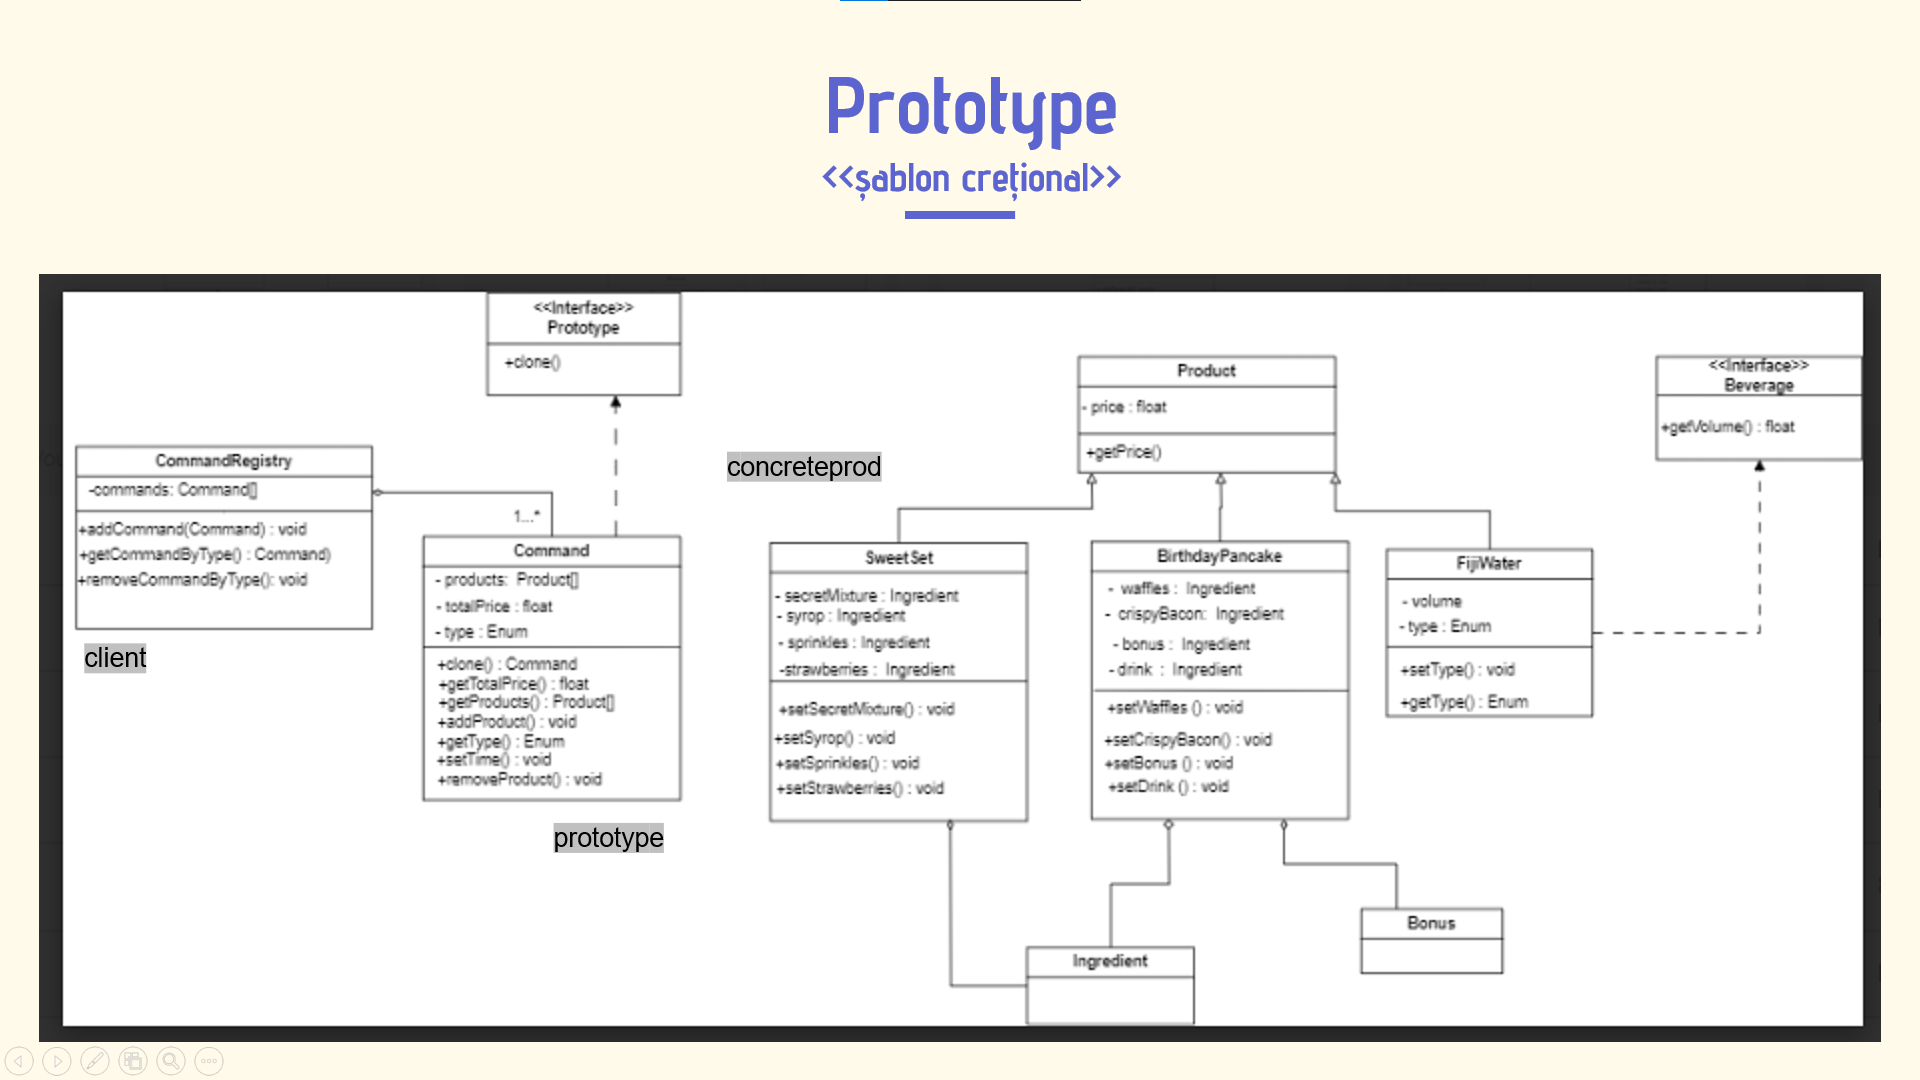 Prototype
<<șablon crețional>>
<<Interface>>
Prototype
+clone()
CommandRegistry
-commands: Command[]
+addCommand(Command) : void
+getCommandByType() : Command)
+removeCommandByType(): void
client
1...*
Command
- products: Product[]
- totalPrice : float
- type : Enum
+clone() : Command
+getTotalPrice() : float
+getProducts() : Product[]
+addProduct() : void
+getType() : Enum
+setTime() : void
+removeProduct() : void
prototype
concreteprod
Product
- price : float
+getPrice()
SweetSet
- secretMixture : Ingredient
- syrop : Ingredient
- sprinkles : Ingredient
-strawberries : Ingredient
+setSecretMixture() : void
+setSyrop() : void
+setSprinkles() : void
+setStrawberries() : void
BirthdayPancake
- waffles : Ingredient
- crispyBacon: Ingredient
- bonus : Ingredient
- drink : Ingredient
+setWaffles () : void
+setCrispyBacon() : void
+setBonus () : void
+setDrink () : void
FijiWater
- volume
- type : Enum
+setType() : void
+getType() : Enum
<<Interface>>
Beverage
+getVolume() : float
Ingredient
Bonus